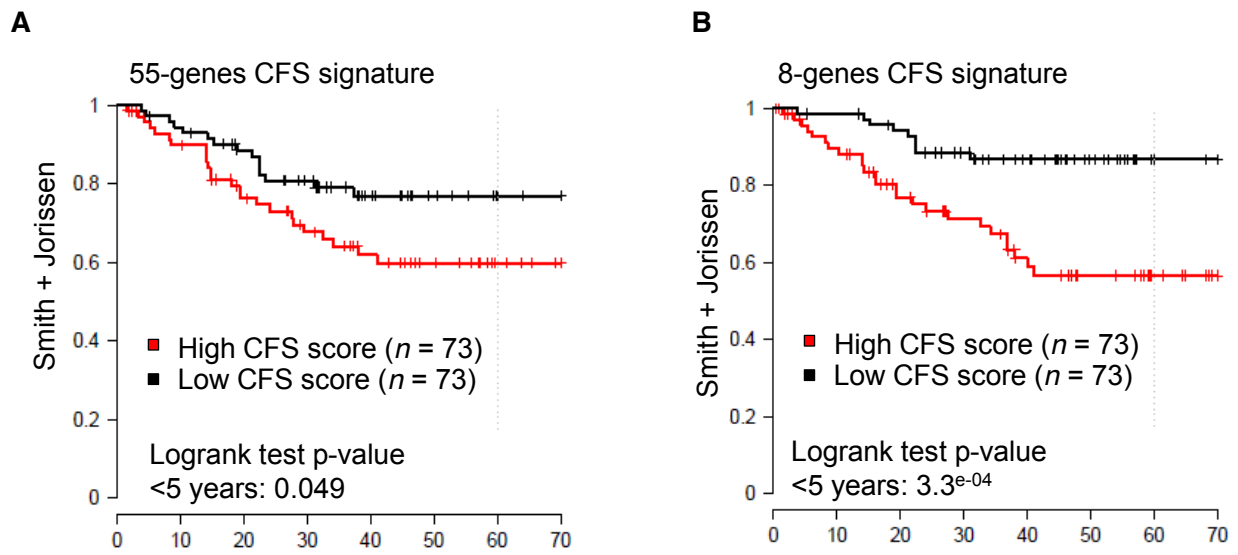 A
55-genes CFS signature
Smith + Jorissen
1
0.8
0.6
0.4
0.2
0
High CFS score (n = 73)
Low CFS score (n = 73)
Logrank test p-value
<5 years: 0.049
0 10 20 30 40 50 60 70
B
8-genes CFS signature
Smith + Jorissen
1
0.8
0.6
0.4
0.2
0
High CFS score (n = 73)
Low CFS score (n = 73)
Logrank test p-value
<5 years: 3.3e-04
0 10 20 30 40 50 60 70